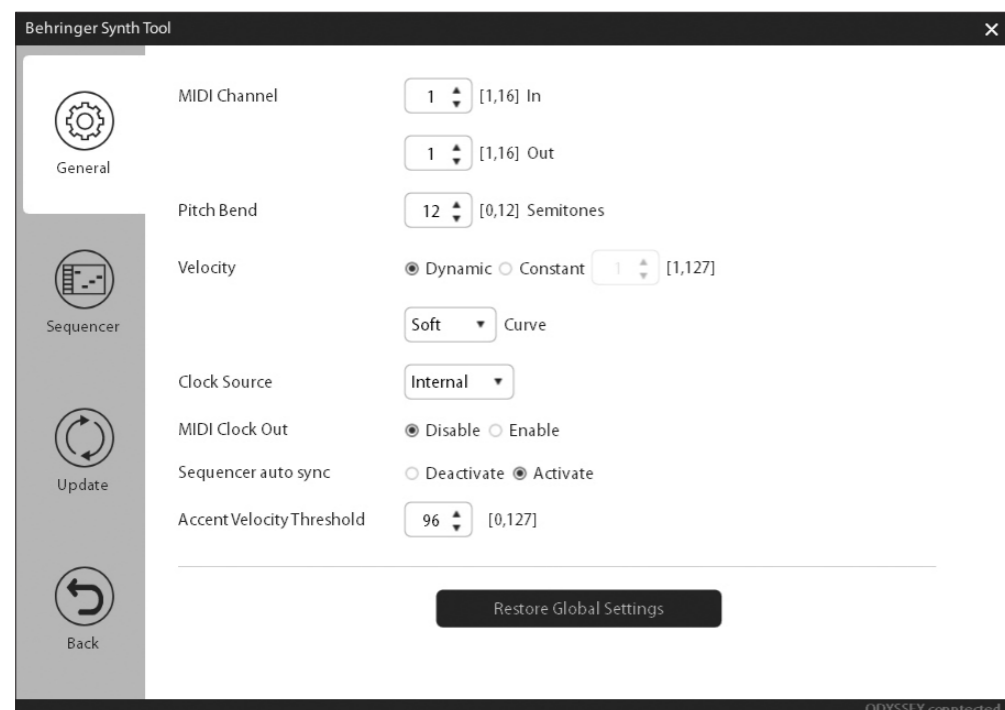 Behringer Synth Tool
General
MIDI Channel 1 [1,16] In
1 [1,16] Out
Pitch Bend 12 [0,12] Semitones
Velocity Dynamic Constant 1 [1,127]
Sequencer
Soft Curve
Clock Source Internal
MIDI Clock Out Disable Enable
Sequencer auto sync Deactivate Activate
Update
Accent Velocity Threshold 96 [0,127]
Restore Global Settings
Back
ODYSSEY conntected